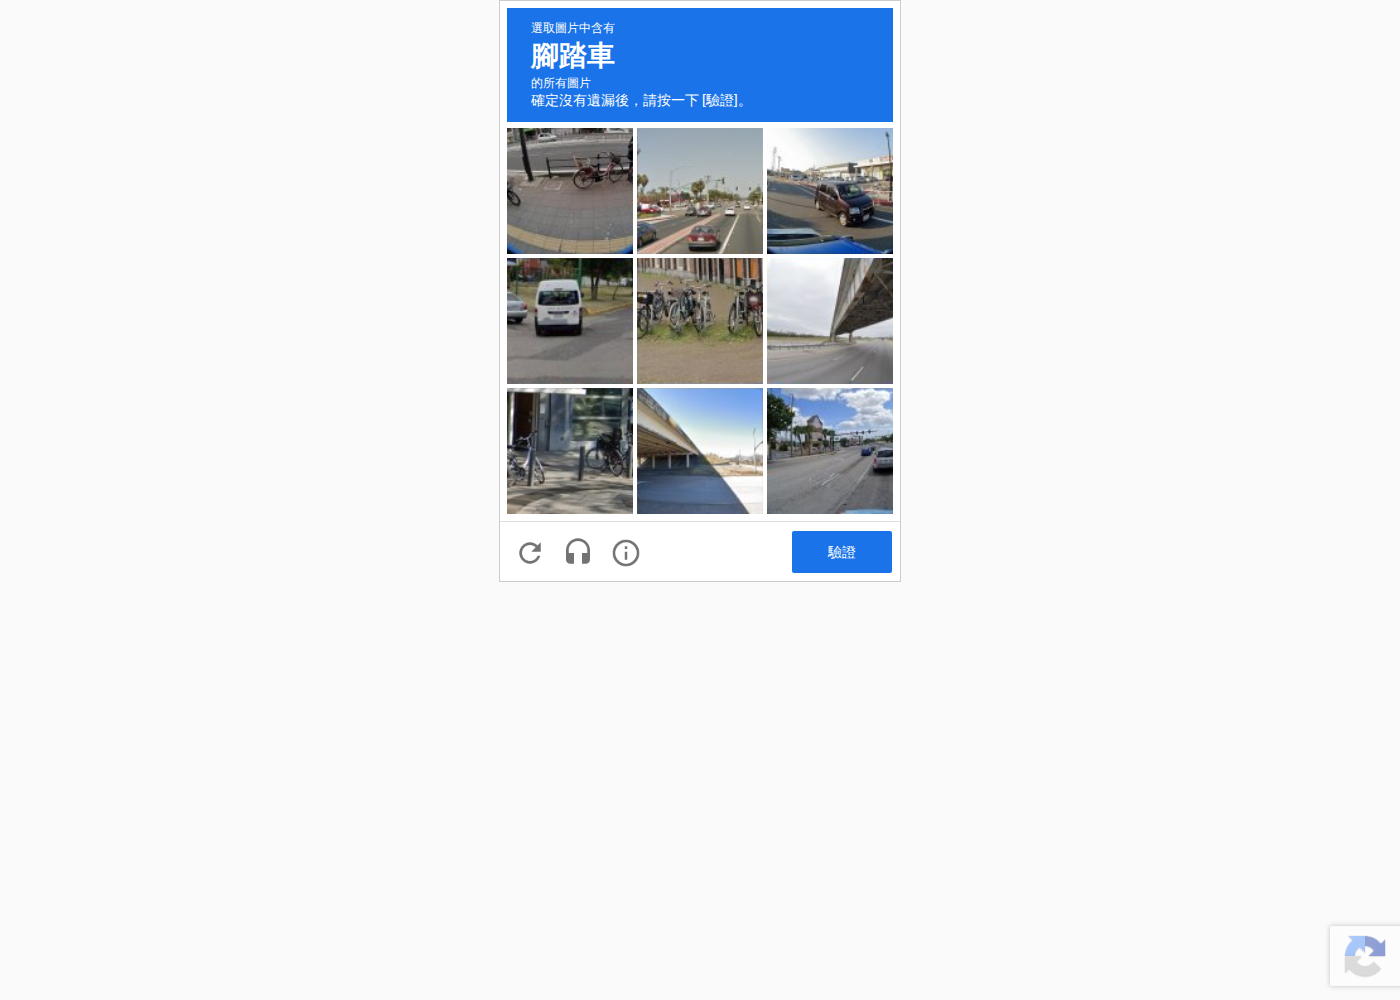 選取圖片中含有
腳踏車
的所有圖片
確定沒有遺漏後，請按一下 [驗證]。
驗證